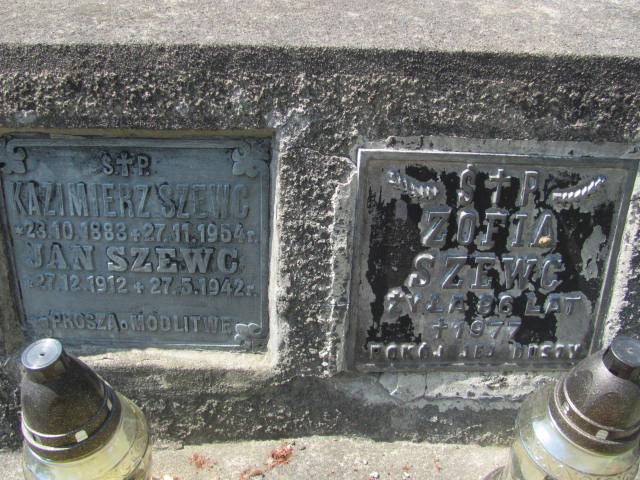 Ś✝P.
KAZIMIERZ SZEWC
*23.10.1883 +27.11.1954 r.
JAN SZEWC
*27.12.1912 +27.5.1942 r.
PROSZĄ o MODLITWĘ
Ś✝P
ZOFIA
SZEWC
ŻYŁA 86 LAT
✝1977
POKÓJ JEJ DUSZY